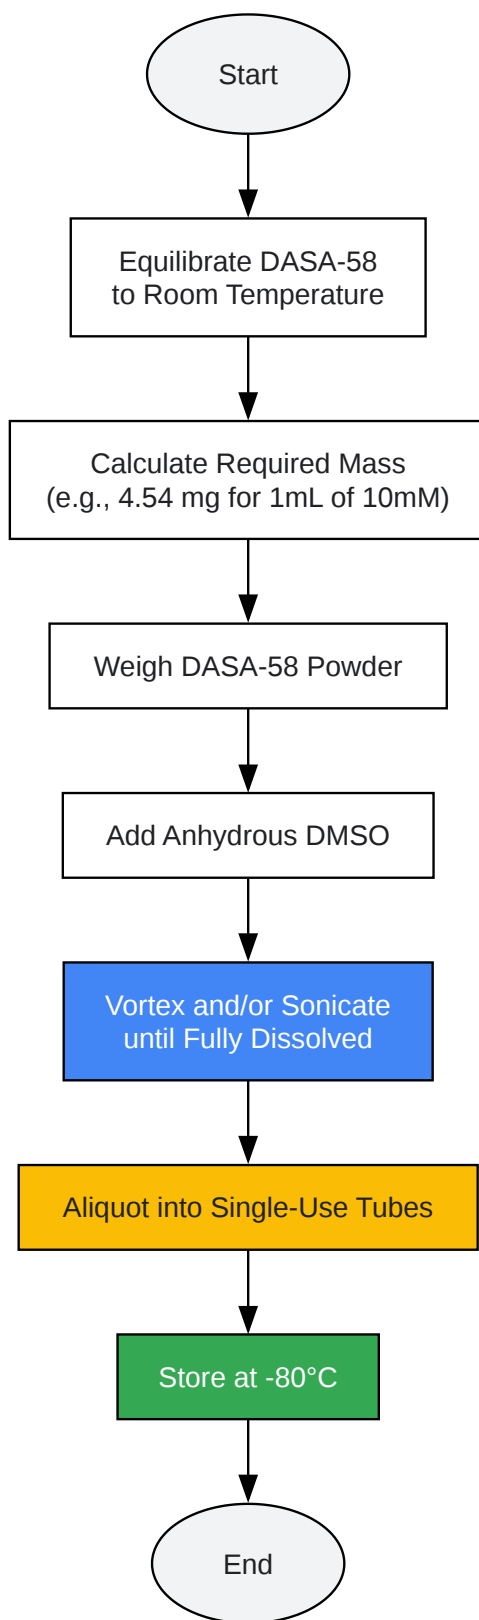 Start
Equilibrate DASA-58
to Room Temperature
Calculate Required Mass
(e.g., 4.54 mg for 1mL of 10mM)
Weigh DASA-58 Powder
Add Anhydrous DMSO
Vortex and/or Sonicate
until Fully Dissolved
Aliquot into Single-Use Tubes
Store at -80°C
End